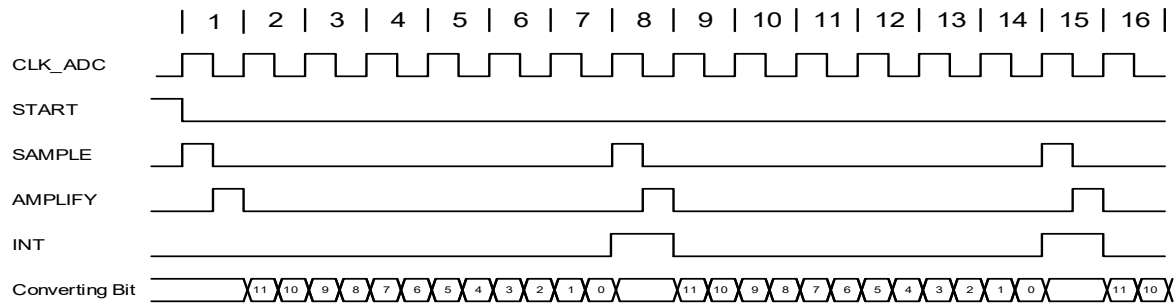 | 1 | 2 | 3 | 4 | 5 | 6 | 7 | 8 | 9 | 10 | 11 | 12 | 13 | 14 | 15 | 16
CLK_ADC
START
SAMPLE
AMPLIFY
INT
Converting Bit 11 10 9 8 7 6 5 4 3 2 1 0 11 10 9 8 7 6 5 4 3 2 1 0 11 10